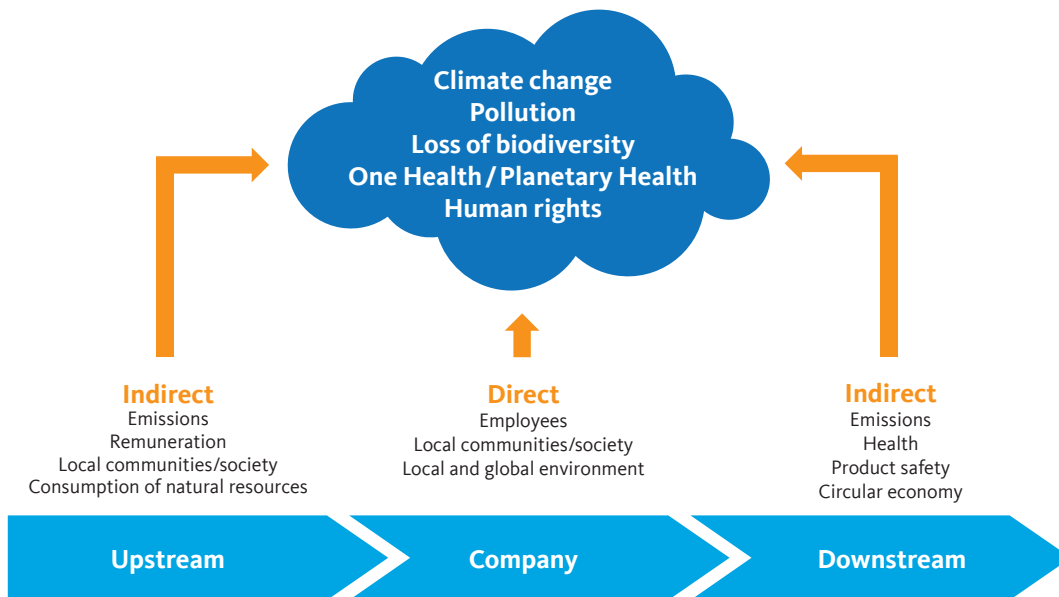 Climate change
Pollution
Loss of biodiversity
One Health / Planetary Health
Human rights
Indirect
Emissions
Remuneration
Local communities/society
Consumption of natural resources
Direct
Employees
Local communities/society
Local and global environment
Indirect
Emissions
Health
Product safety
Circular economy
Upstream
Company
Downstream